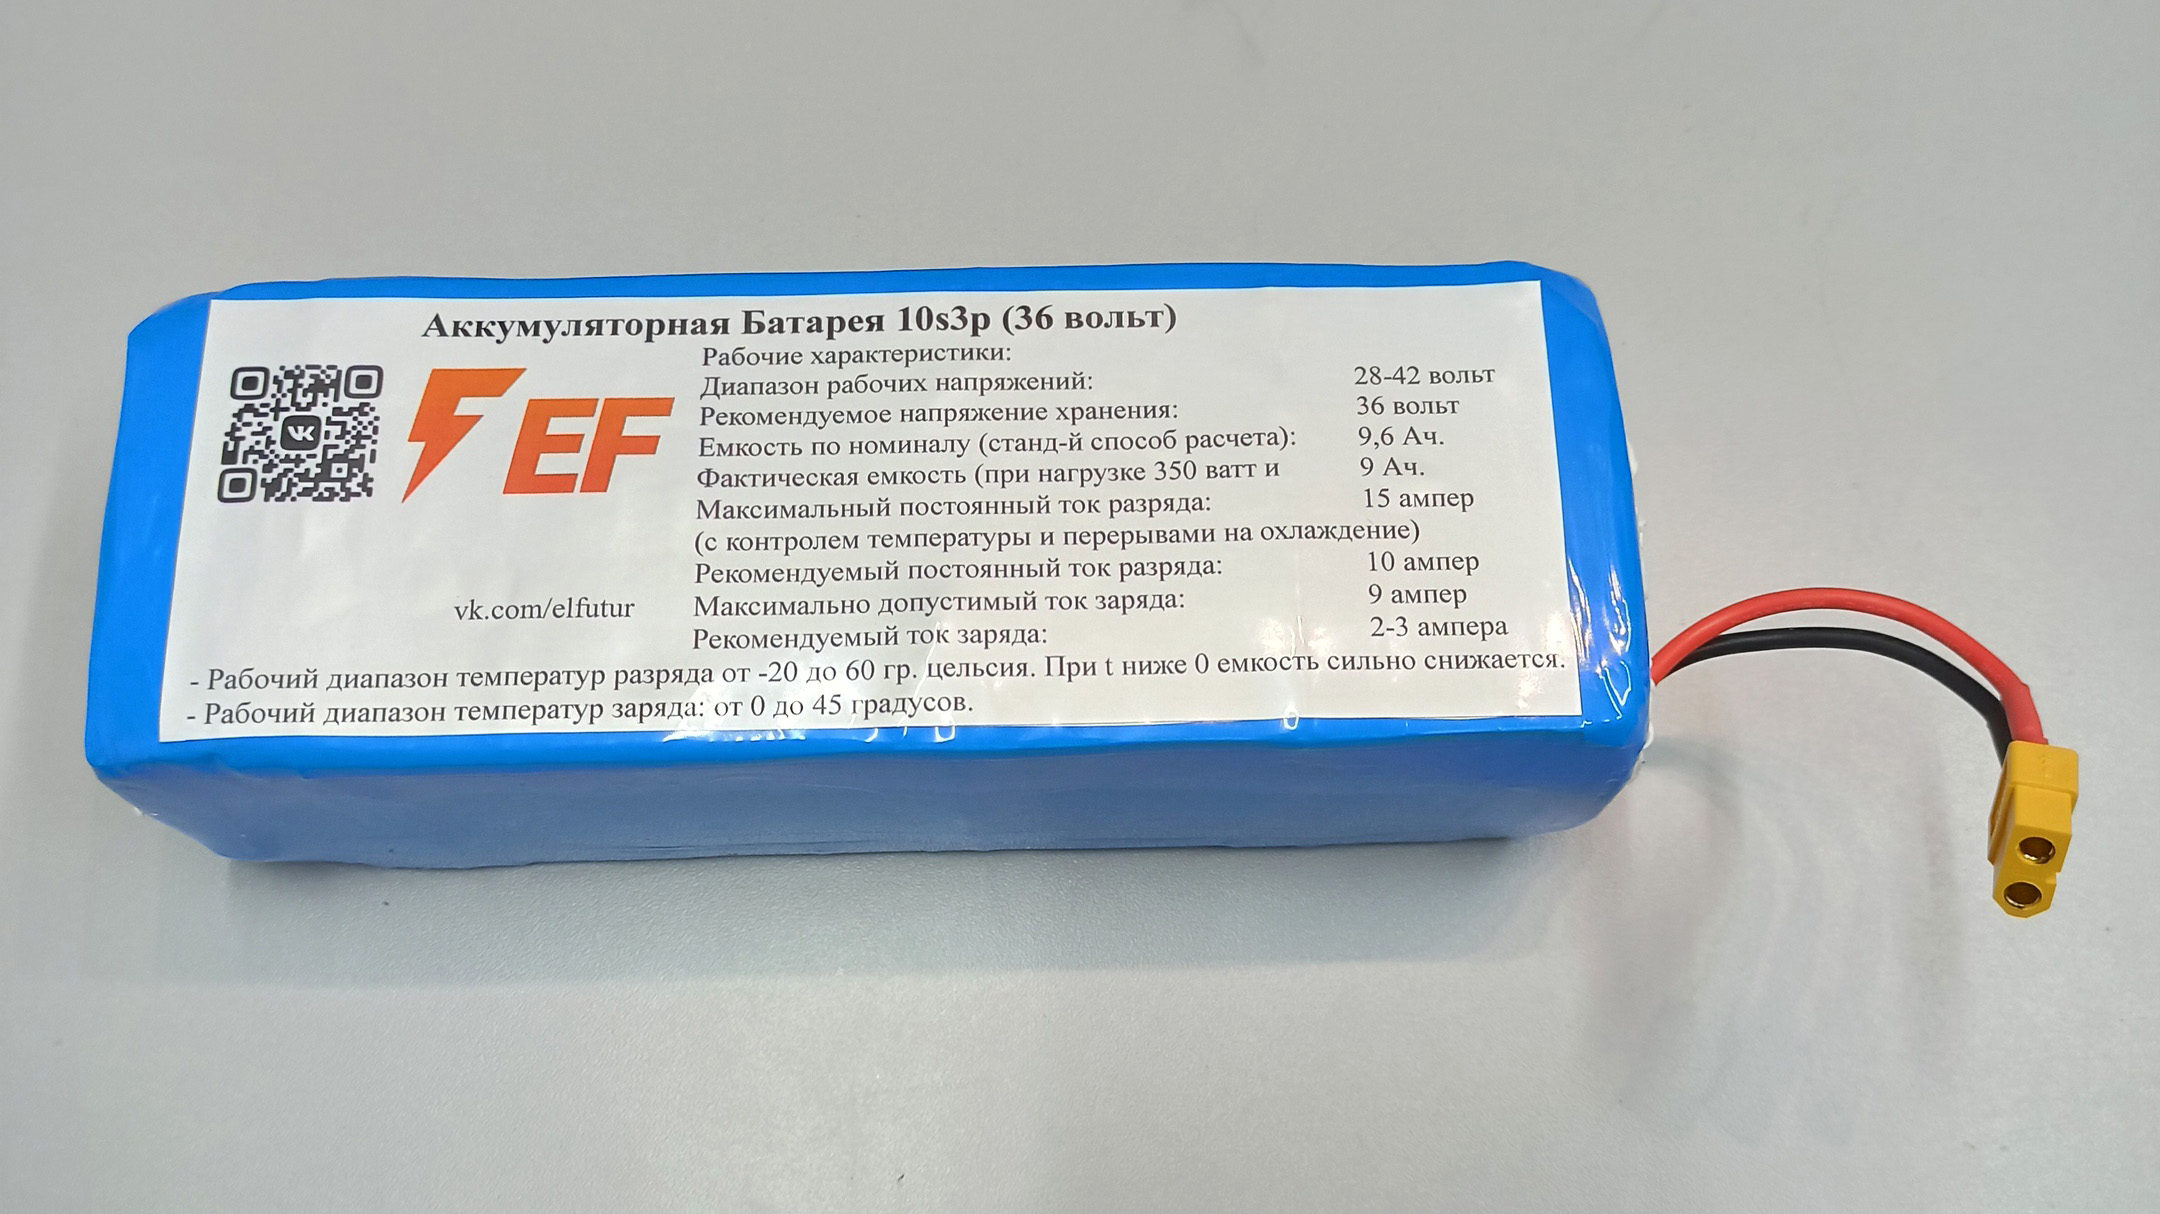 Аккумуляторная Батарея 10s3p (36 вольт)
EF
vk.com/elfutur
Рабочие характеристики:
Диапазон рабочих напряжений: 28-42 вольт
Рекомендуемое напряжение хранения: 36 вольт
Емкость по номиналу (станд-й способ расчета): 9,6 Ач.
Фактическая емкость (при нагрузке 350 ватт и 9 Ач.
Максимальный постоянный ток разряда: 15 ампер
(с контролем температуры и перерывами на охлаждение)
Рекомендуемый постоянный ток разряда: 10 ампер
Максимально допустимый ток заряда: 9 ампер
Рекомендуемый ток заряда: 2-3 ампера
- Рабочий диапазон температур разряда от -20 до 60 гр. цельсия. При t ниже 0 емкость сильно снижается.
- Рабочий диапазон температур заряда: от 0 до 45 градусов.